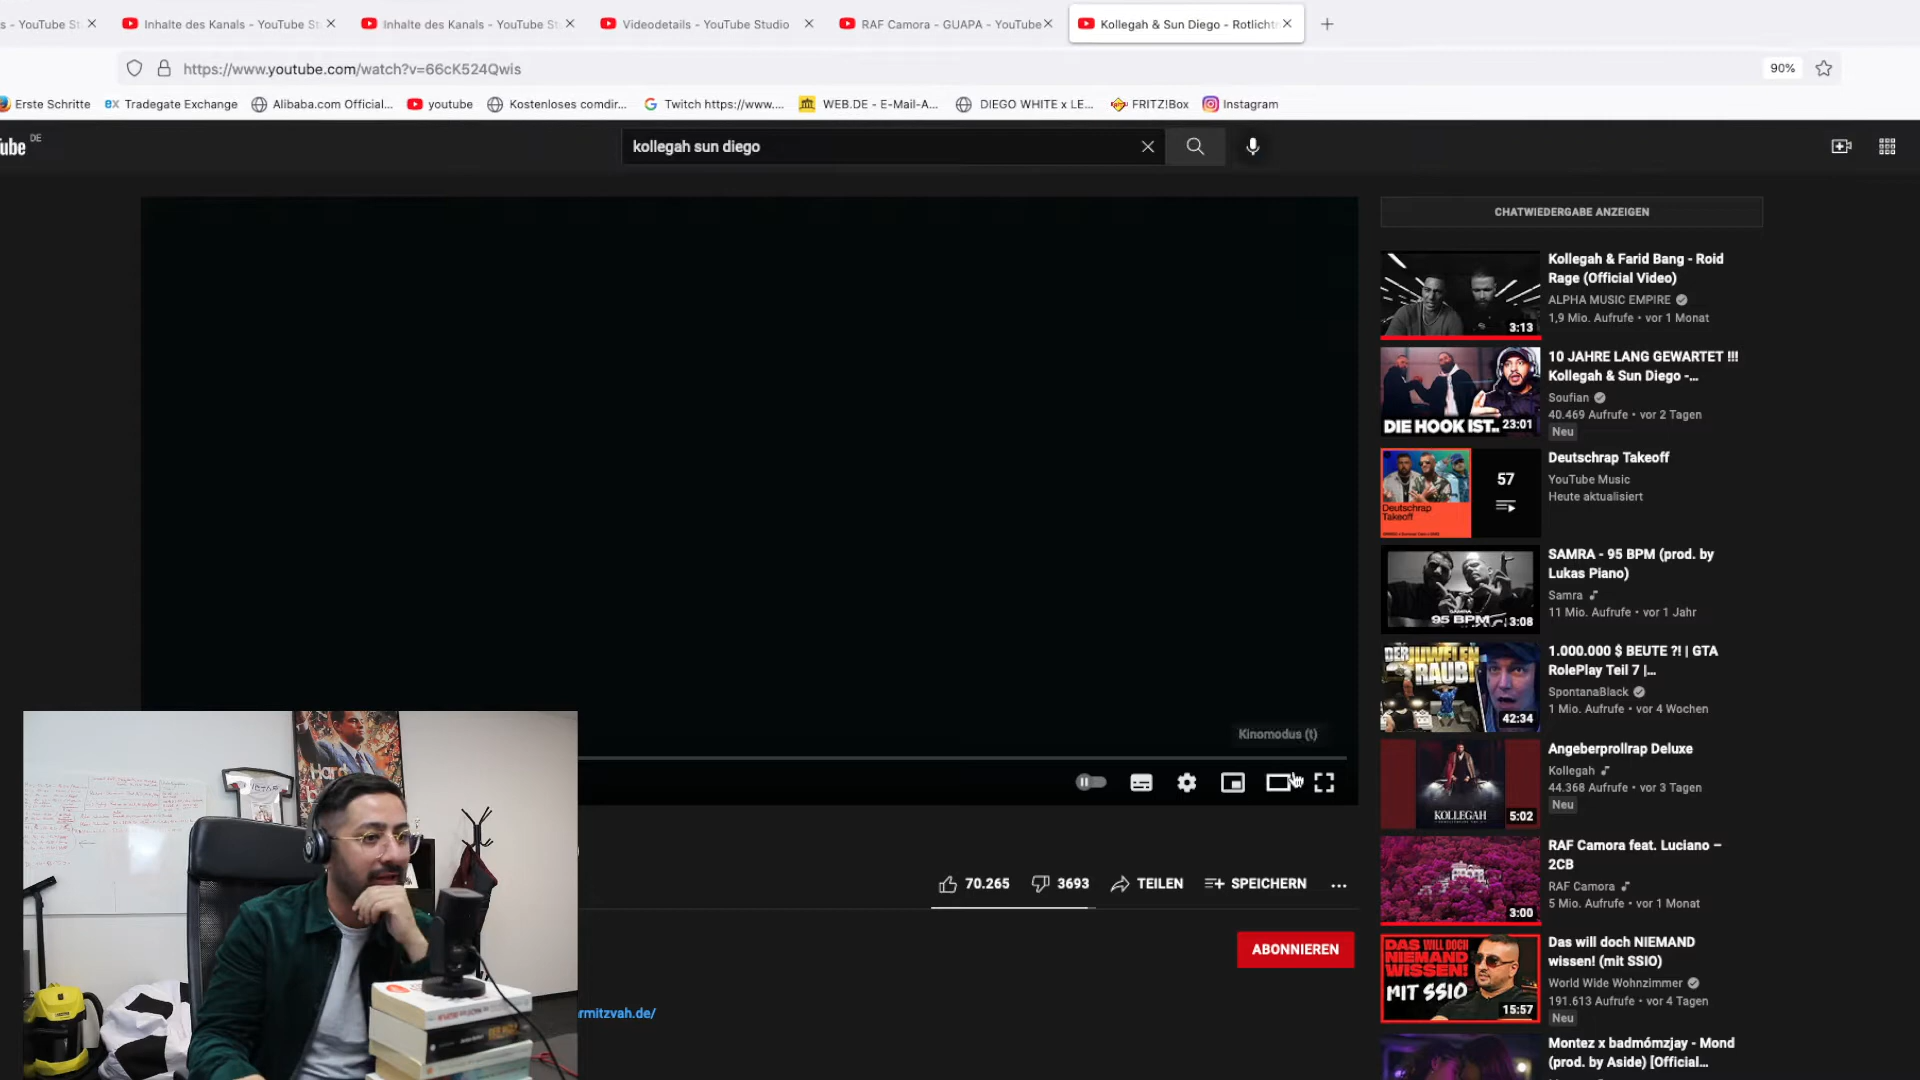 s - YouTube St
Inhalte des Kanals - YouTube St
Inhalte des Kanals - YouTube St
Videodetails - YouTube Studio
RAF Camora - GUAPA - YouTube
Kollegah & Sun Diego - Rotlicht
https://www.youtube.com/watch?v=66cK524Qwis
90%
Erste Schritte
Tradegate Exchange
Alibaba.com Official...
youtube
Kostenloses comdir...
Twitch https://www....
WEB.DE - E-Mail-A...
DIEGO WHITE x LE...
FRITZ!Box
Instagram
ube DE
kollegah sun diego
CHATWIEDERGABE ANZEIGEN
Kollegah & Farid Bang - Roid
Rage (Official Video)
ALPHA MUSIC EMPIRE
1,9 Mio. Aufrufe • vor 1 Monat
3:13
10 JAHRE LANG GEWARTET !!!
Kollegah & Sun Diego -...
Soufian
40.469 Aufrufe • vor 2 Tagen
Neu
DIE HOOK IST..
23:01
Deutschrap Takeoff
YouTube Music
Heute aktualisiert
57
Deutschrap
Takeoff
SAMRA - 95 BPM (prod. by
Lukas Piano)
Samra
11 Mio. Aufrufe • vor 1 Jahr
SAMRA
95 BPM
3:08
1.000.000 $ BEUTE ?! | GTA
RolePlay Teil 7 |...
SpontanaBlack
1 Mio. Aufrufe • vor 4 Wochen
DER JUWELEN
RAUB!
42:34
Kinomodus (t)
Angeberprollrap Deluxe
Kollegah
44.368 Aufrufe • vor 3 Tagen
Neu
KOLLEGAH
5:02
RAF Camora feat. Luciano –
2CB
RAF Camora
5 Mio. Aufrufe • vor 1 Monat
3:00
70.265
3693
TEILEN
SPEICHERN
...
ABONNIEREN
Das will doch NIEMAND
wissen! (mit SSIO)
World Wide Wohnzimmer
191.613 Aufrufe • vor 4 Tagen
Neu
DAS WILL DOCH
NIEMAND
WISSEN!
MIT SSIO
15:57
rmitzvah.de/
Montez x badmómzjay - Mond
(prod. by Aside) [Official...
Hard